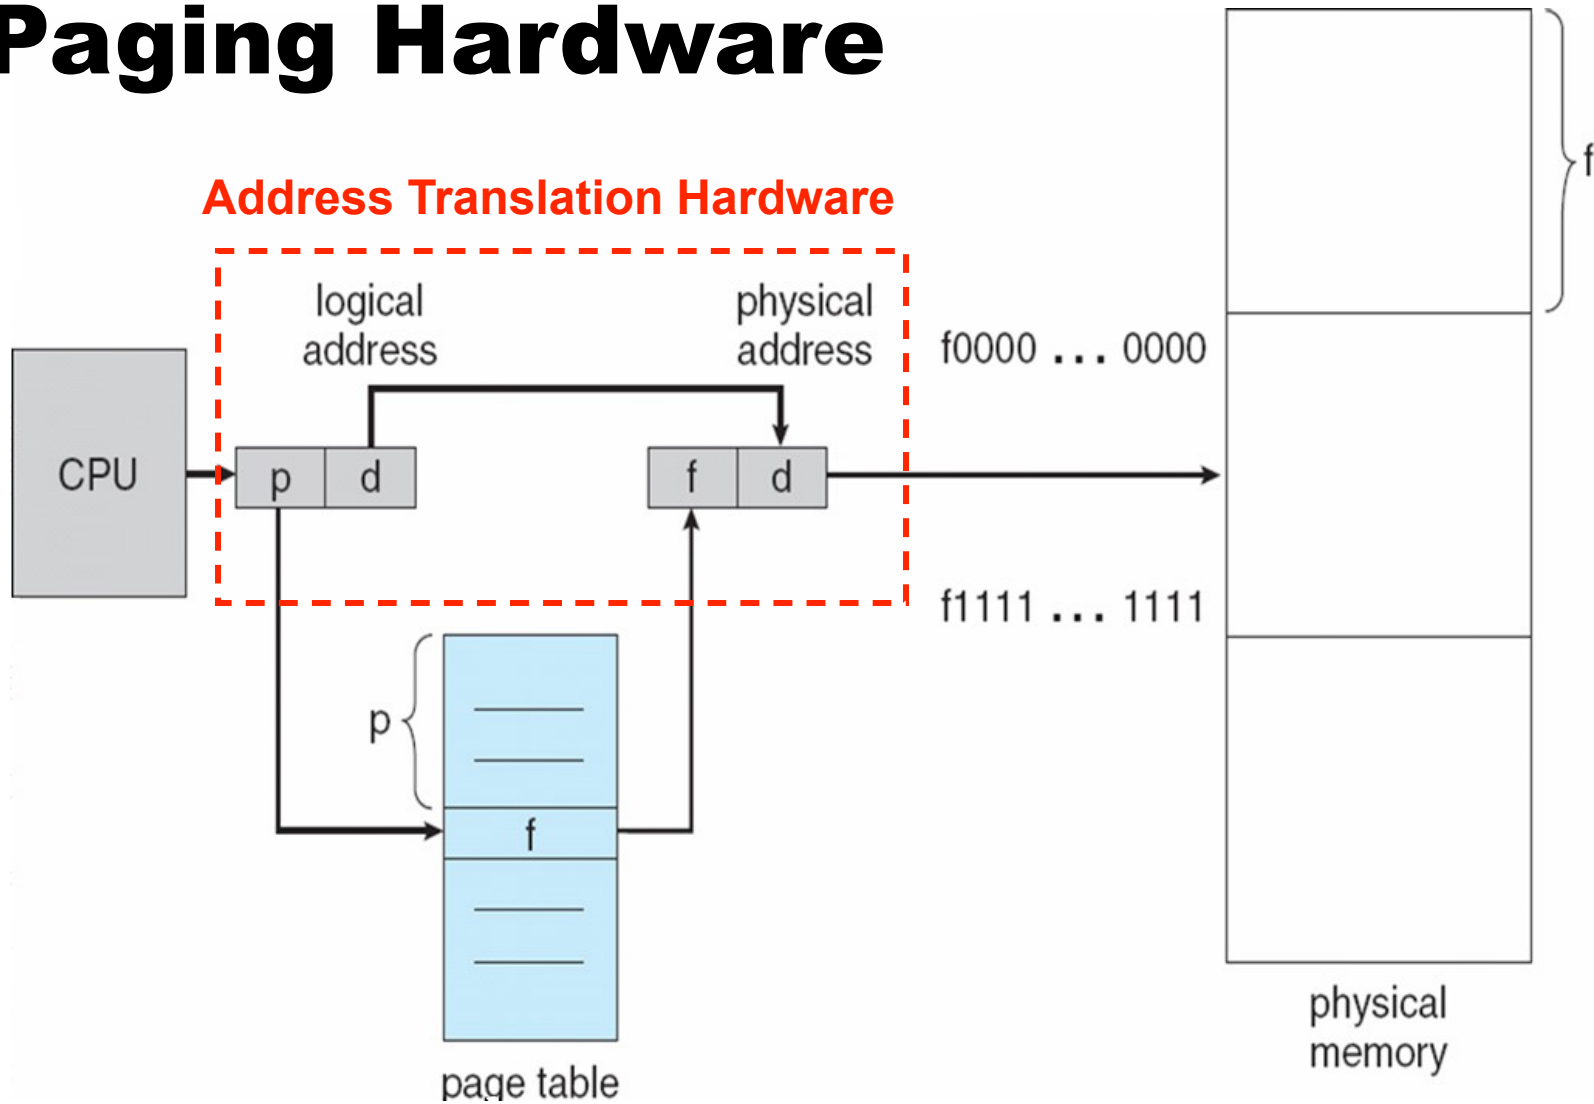 Paging Hardware
Address Translation Hardware
logical
address
physical
address
f0000 ... 0000
f
CPU
p
d
f
d
f1111 ... 1111
p
f
page table
physical
memory